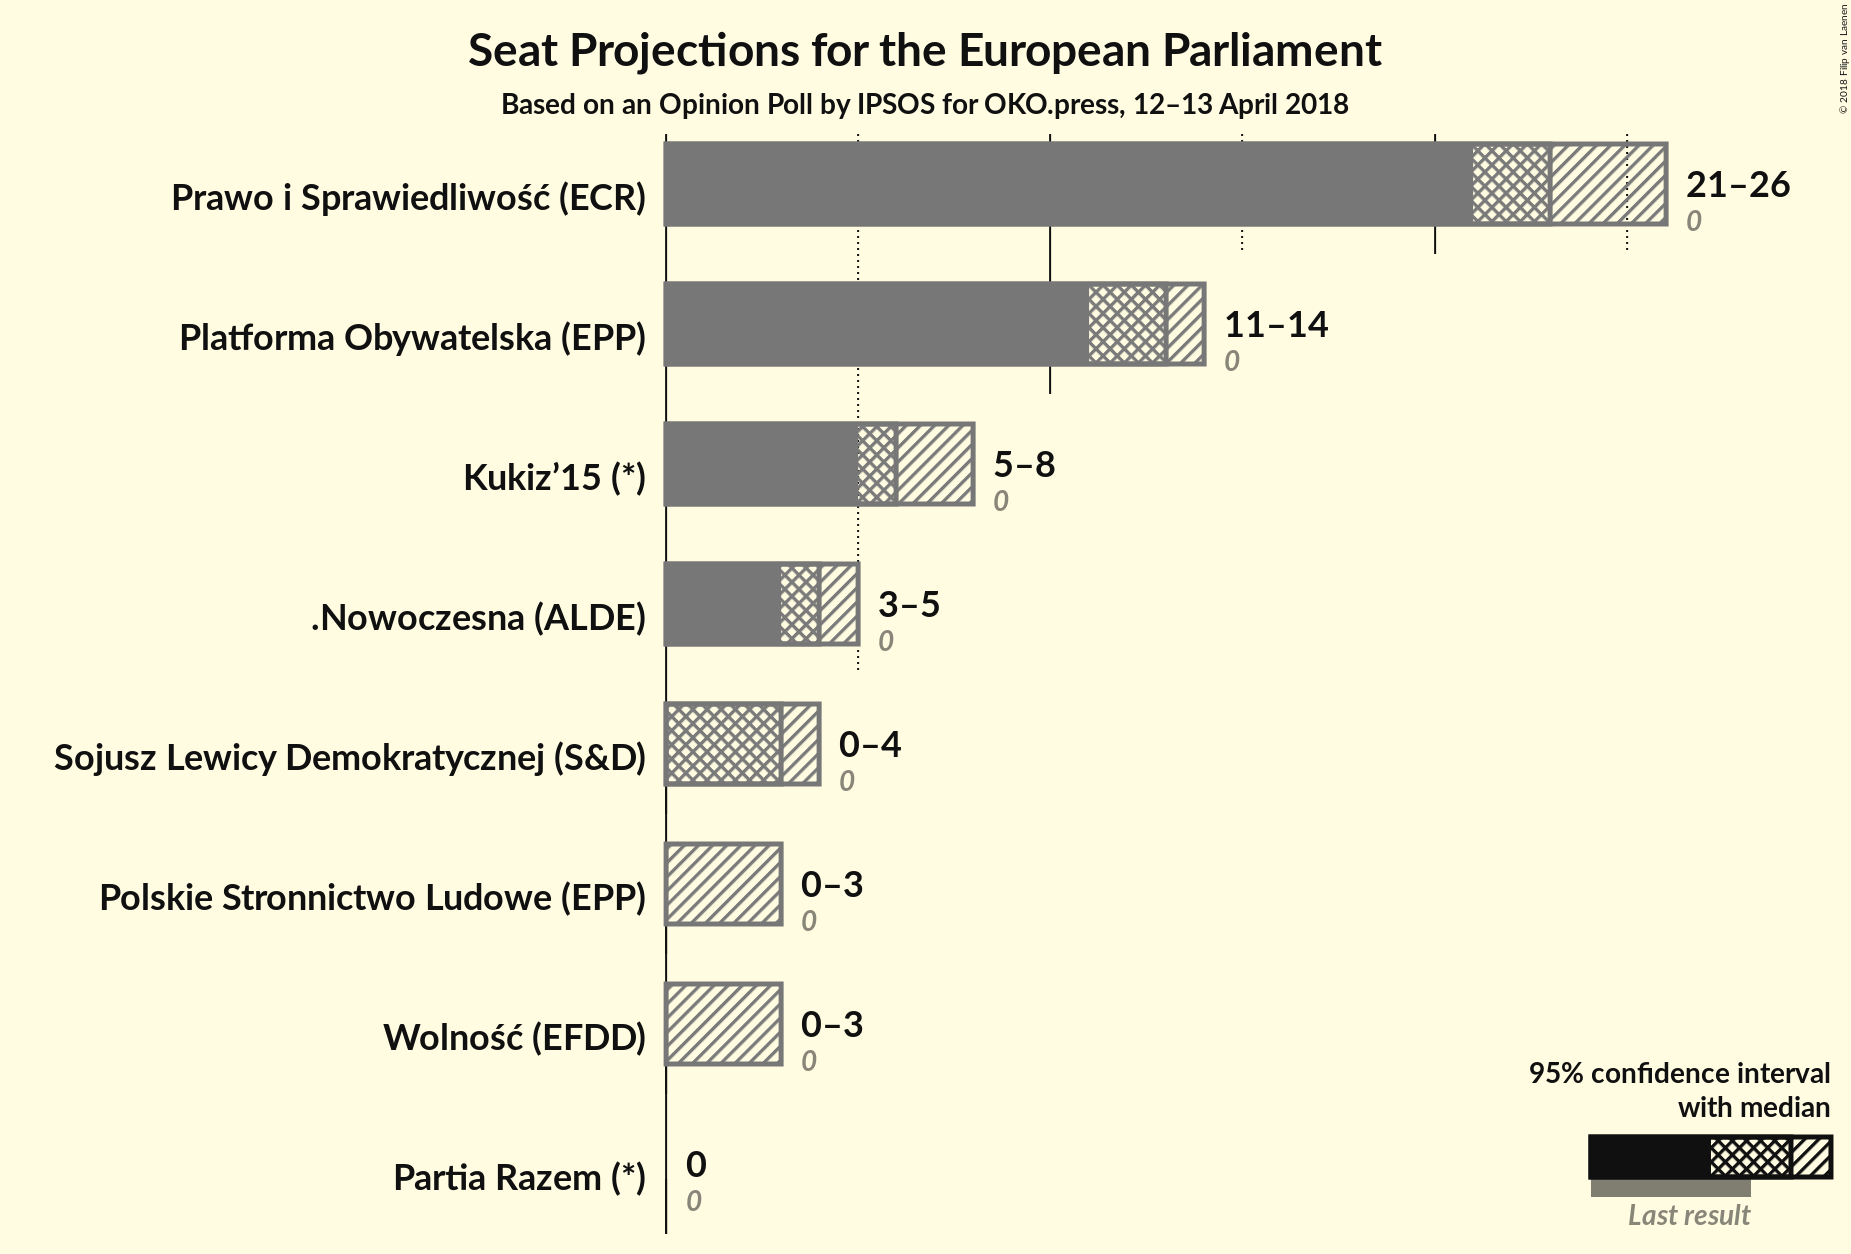 Seat Projections for the European Parliament
Based on an Opinion Poll by IPSOS for OKO.press, 12–13 April 2018
© 2018 Filip van Laenen
Prawo i Sprawiedliwość (ECR)
21–26
0
Platforma Obywatelska (EPP)
11–14
0
Kukiz’15 (*)
5–8
0
.Nowoczesna (ALDE)
3–5
0
Sojusz Lewicy Demokratycznej (S&D)
0–4
0
Polskie Stronnictwo Ludowe (EPP)
0–3
0
Wolność (EFDD)
0–3
0
Partia Razem (*)
0
0
95% confidence interval
with median
Last result